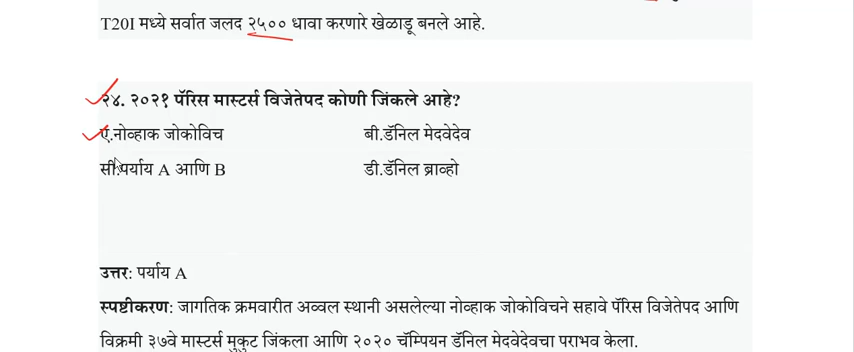 T20I मध्ये सर्वात जलद २५०० धावा करणारे खेळाडू बनले आहे.
२४. २०२१ पॅरिस मास्टर्स विजेतेपद कोणी जिंकले आहे?
ए.नोव्हाक जोकोविच बी.डॅनिल मेदवेदेव
सी.पर्याय A आणि B डी.डॅनिल ब्राव्हो
उत्तर: पर्याय A
स्पष्टीकरण: जागतिक क्रमवारीत अव्वल स्थानी असलेल्या नोव्हाक जोकोविचने सहावे पॅरिस विजेतेपद आणि
विक्रमी ३७वे मास्टर्स मुकुट जिंकला आणि २०२० चॅम्पियन डॅनिल मेदवेदेवचा पराभव केला.